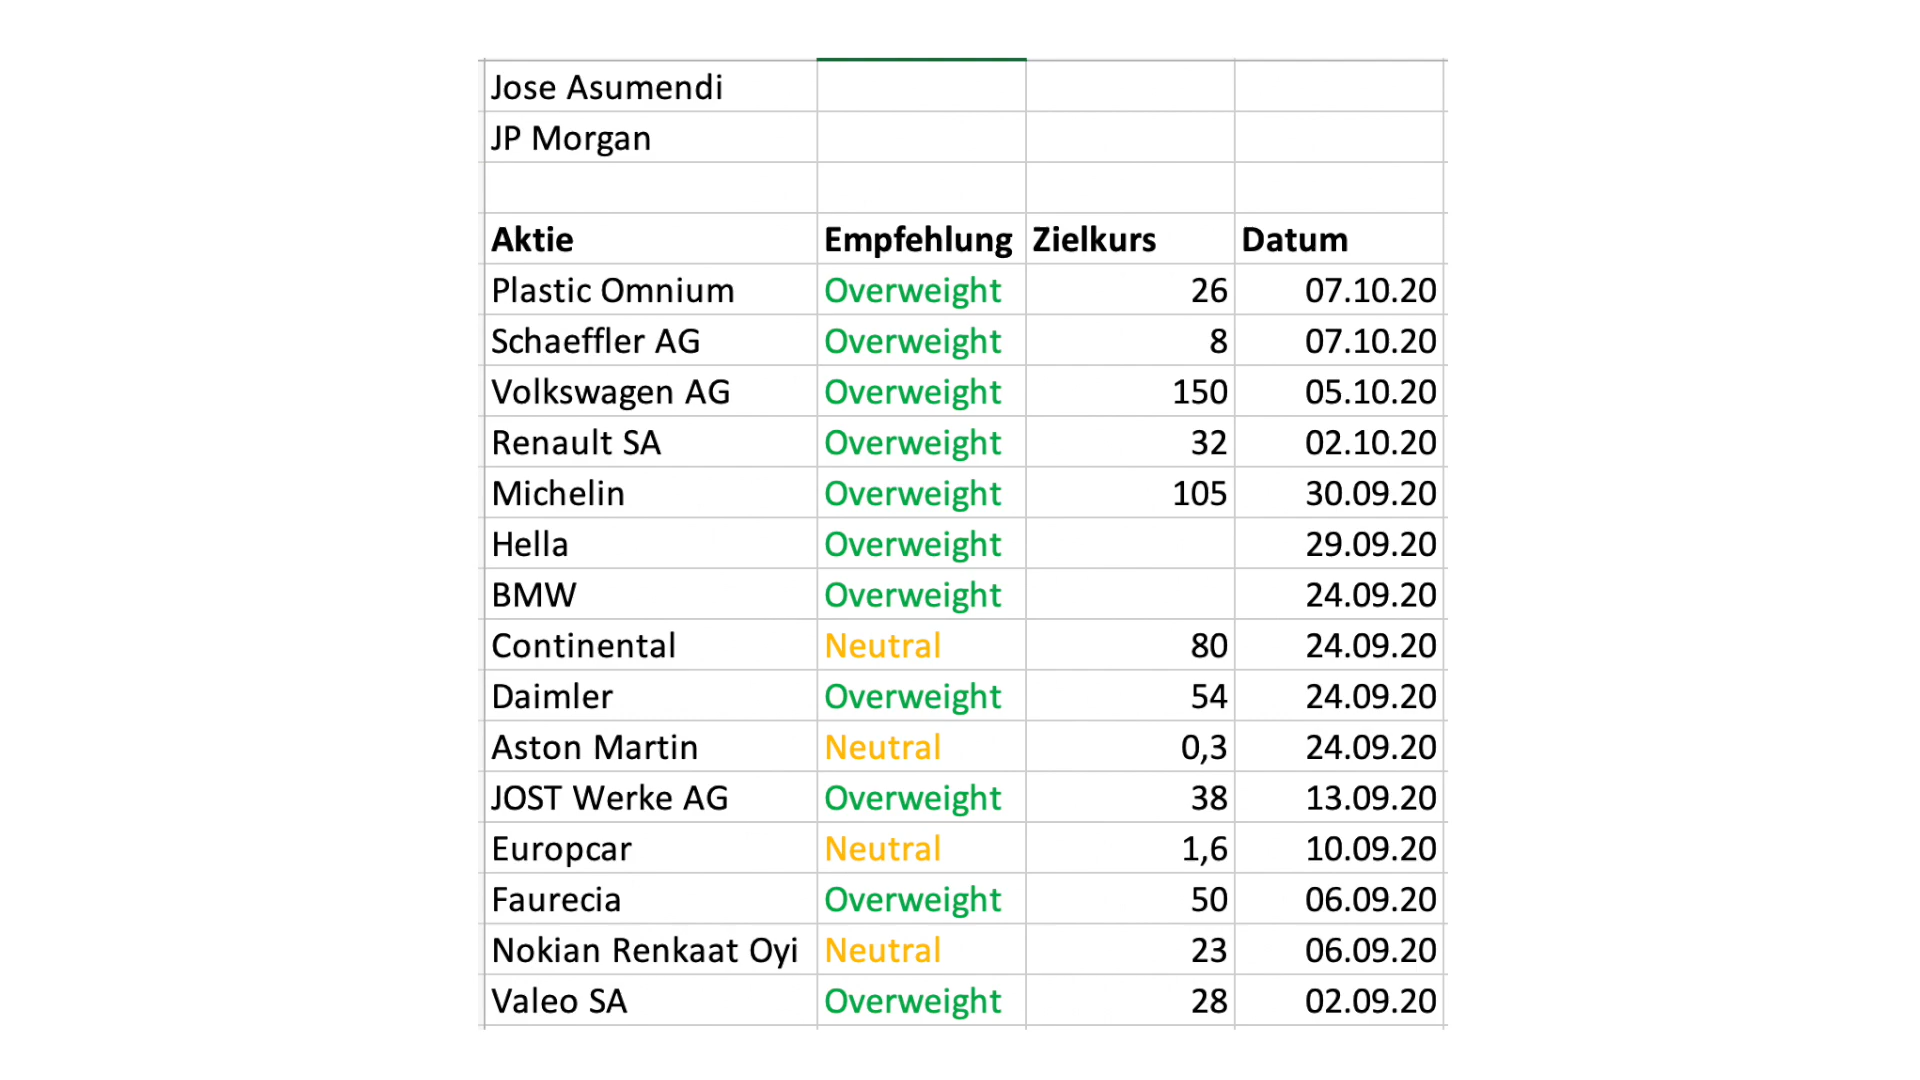 Jose Asumendi
JP Morgan
Aktie Empfehlung Zielkurs Datum
Plastic Omnium Overweight 26 07.10.20
Schaeffler AG Overweight 8 07.10.20
Volkswagen AG Overweight 150 05.10.20
Renault SA Overweight 32 02.10.20
Michelin Overweight 105 30.09.20
Hella Overweight 29.09.20
BMW Overweight 24.09.20
Continental Neutral 80 24.09.20
Daimler Overweight 54 24.09.20
Aston Martin Neutral 0,3 24.09.20
JOST Werke AG Overweight 38 13.09.20
Europcar Neutral 1,6 10.09.20
Faurecia Overweight 50 06.09.20
Nokian Renkaat Oyi Neutral 23 06.09.20
Valeo SA Overweight 28 02.09.20